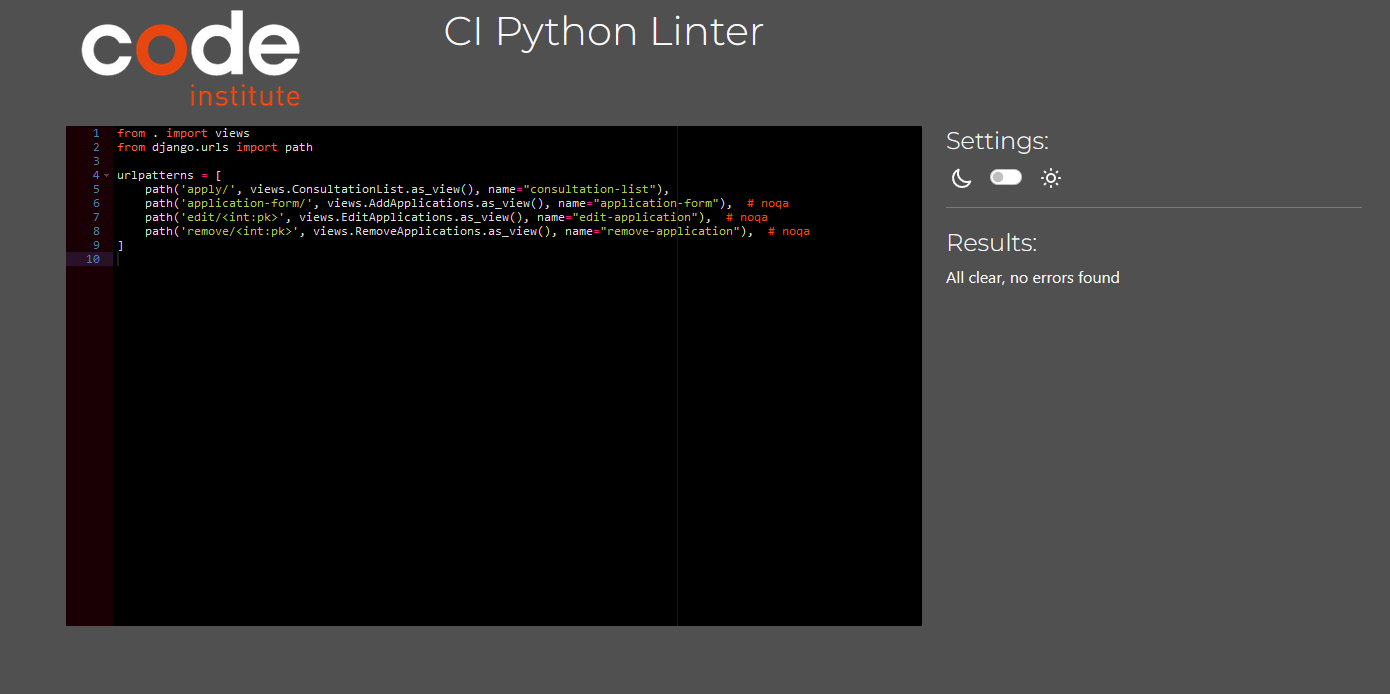 code
institute
CI Python Linter
1 from . import views
2 from django.urls import path
3
4 urlpatterns = [
5     path('apply/', views.ConsultationList.as_view(), name="consultation-list"),
6     path('application-form/', views.AddApplications.as_view(), name="application-form"),  # noqa
7     path('edit/<int:pk>', views.EditApplications.as_view(), name="edit-application"),  # noqa
8     path('remove/<int:pk>', views.RemoveApplications.as_view(), name="remove-application"),  # noqa
9 ]
10
Settings:
Results:
All clear, no errors found